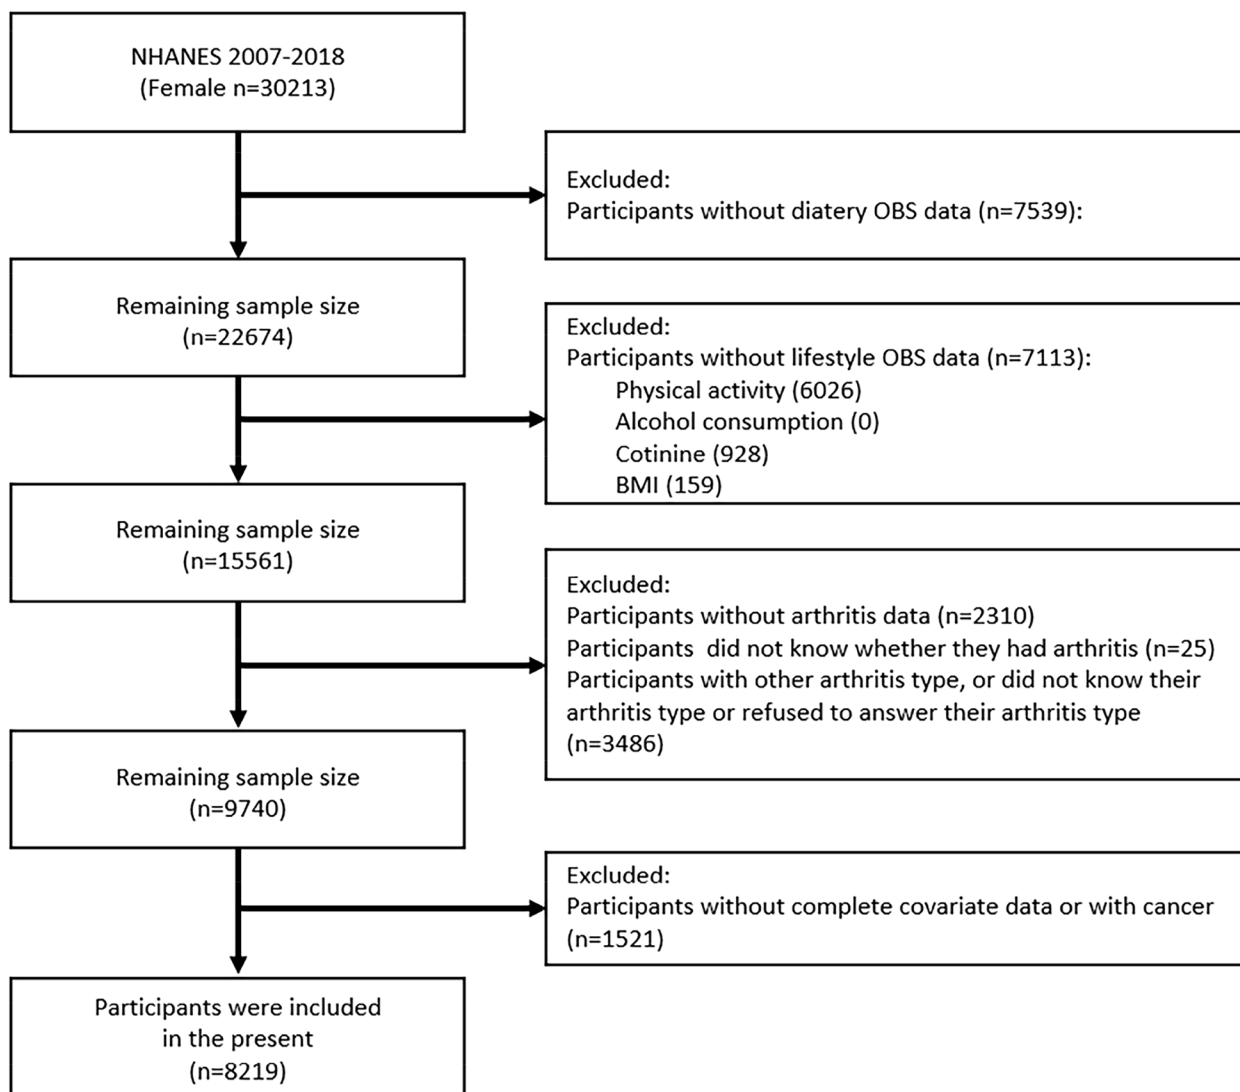 NHANES 2007-2018
(Female n=30213)
Excluded:
Participants without diatery OBS data (n=7539):
Remaining sample size
(n=22674)
Excluded:
Participants without lifestyle OBS data (n=7113):
Physical activity (6026)
Alcohol consumption (0)
Cotinine (928)
BMI (159)
Remaining sample size
(n=15561)
Excluded:
Participants without arthritis data (n=2310)
Participants  did not know whether they had arthritis (n=25)
Participants with other arthritis type, or did not know their
arthritis type or refused to answer their arthritis type
(n=3486)
Remaining sample size
(n=9740)
Excluded:
Participants without complete covariate data or with cancer
(n=1521)
Participants were included
in the present
(n=8219)